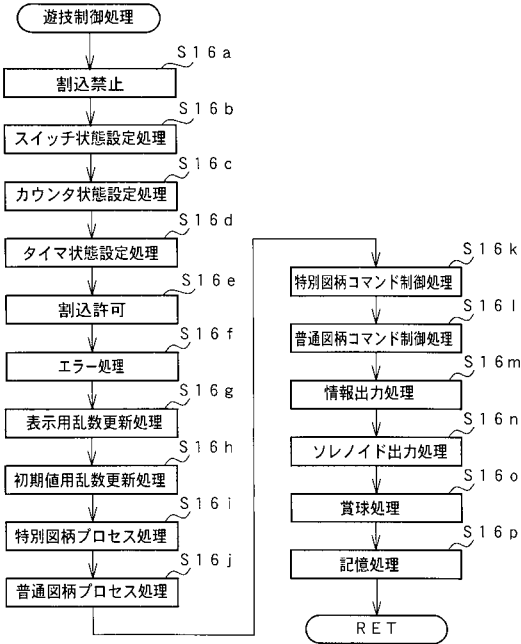 遊技制御処理
S16a
割込禁止
S16b
スイッチ状態設定処理
S16c
カウンタ状態設定処理
S16d
タイマ状態設定処理
S16e
割込許可
S16f
エラー処理
S16g
表示用乱数更新処理
S16h
初期値用乱数更新処理
S16i
特別図柄プロセス処理
S16j
普通図柄プロセス処理
S16k
特別図柄コマンド制御処理
S16l
普通図柄コマンド制御処理
S16m
情報出力処理
S16n
ソレノイド出力処理
S16o
賞球処理
S16p
記憶処理
RET